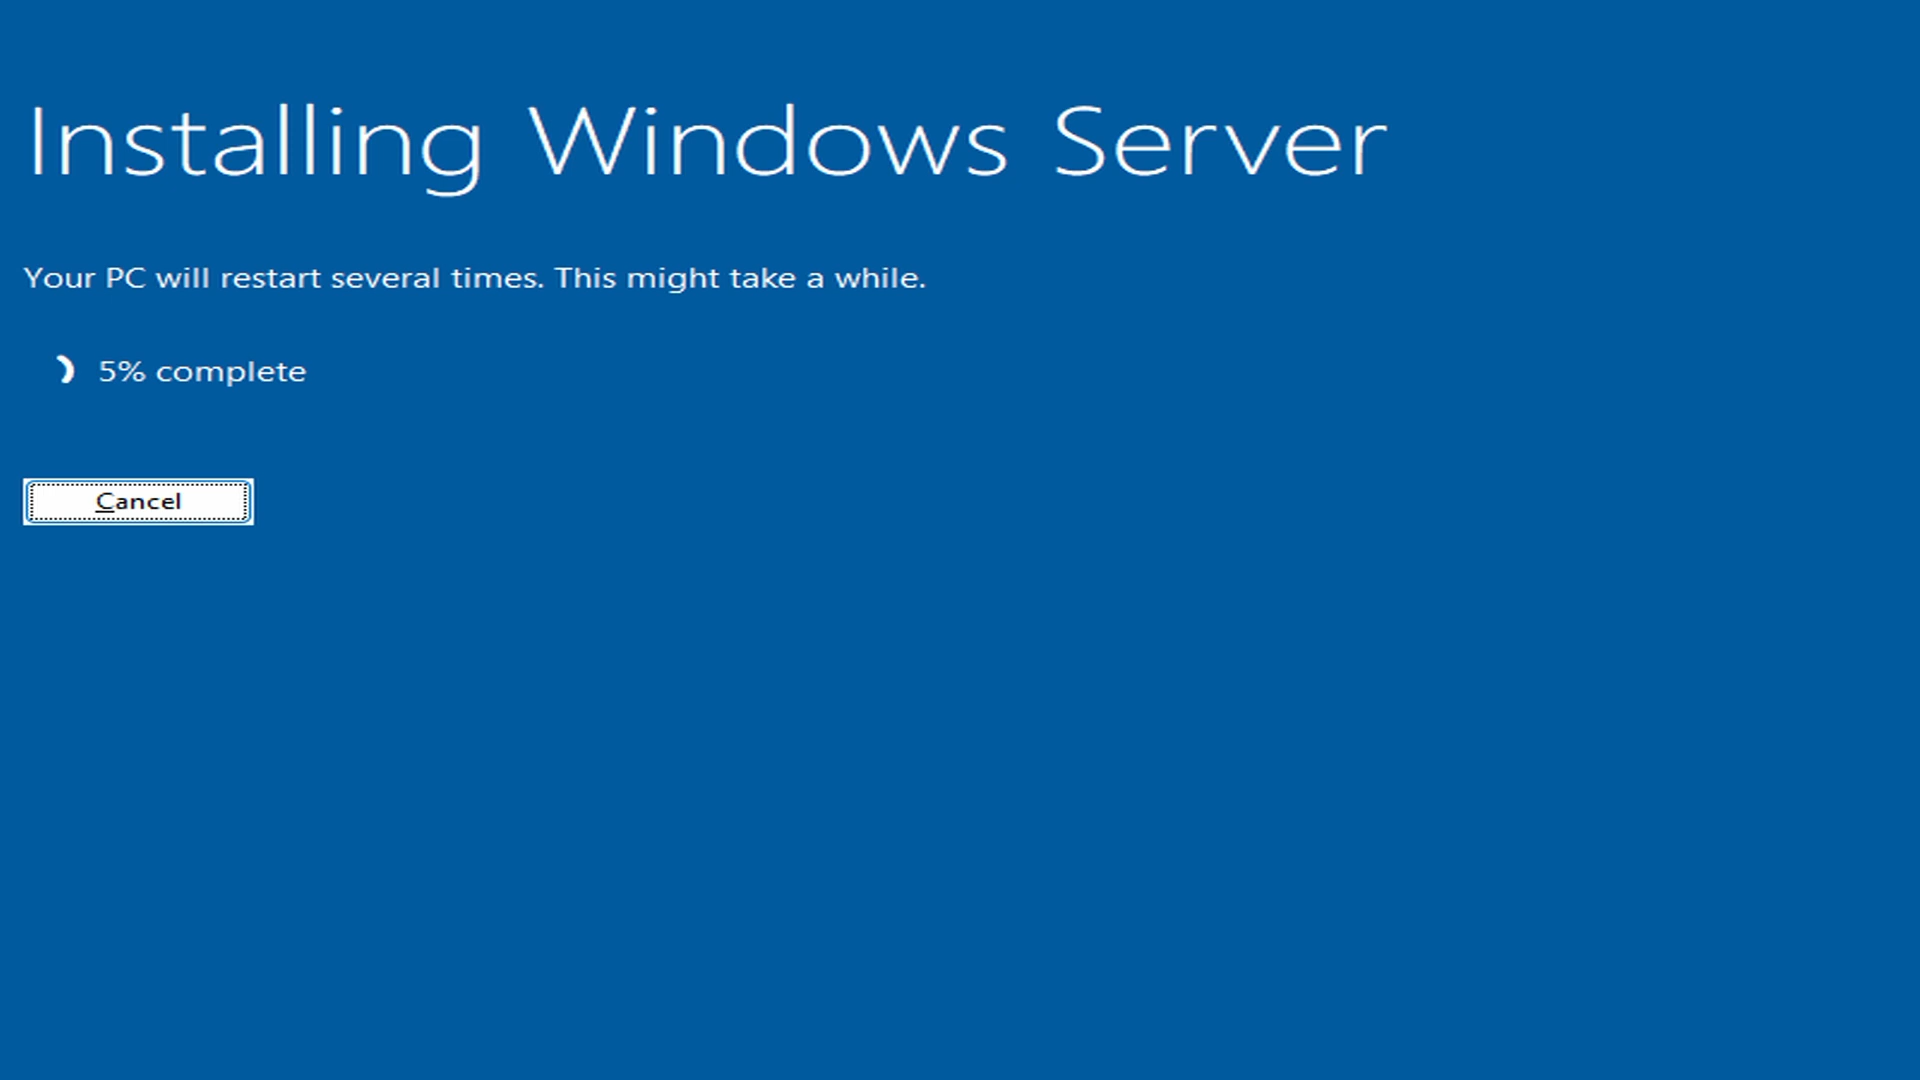 Installing Windows Server
Your PC will restart several times. This might take a while.
5% complete
Cancel